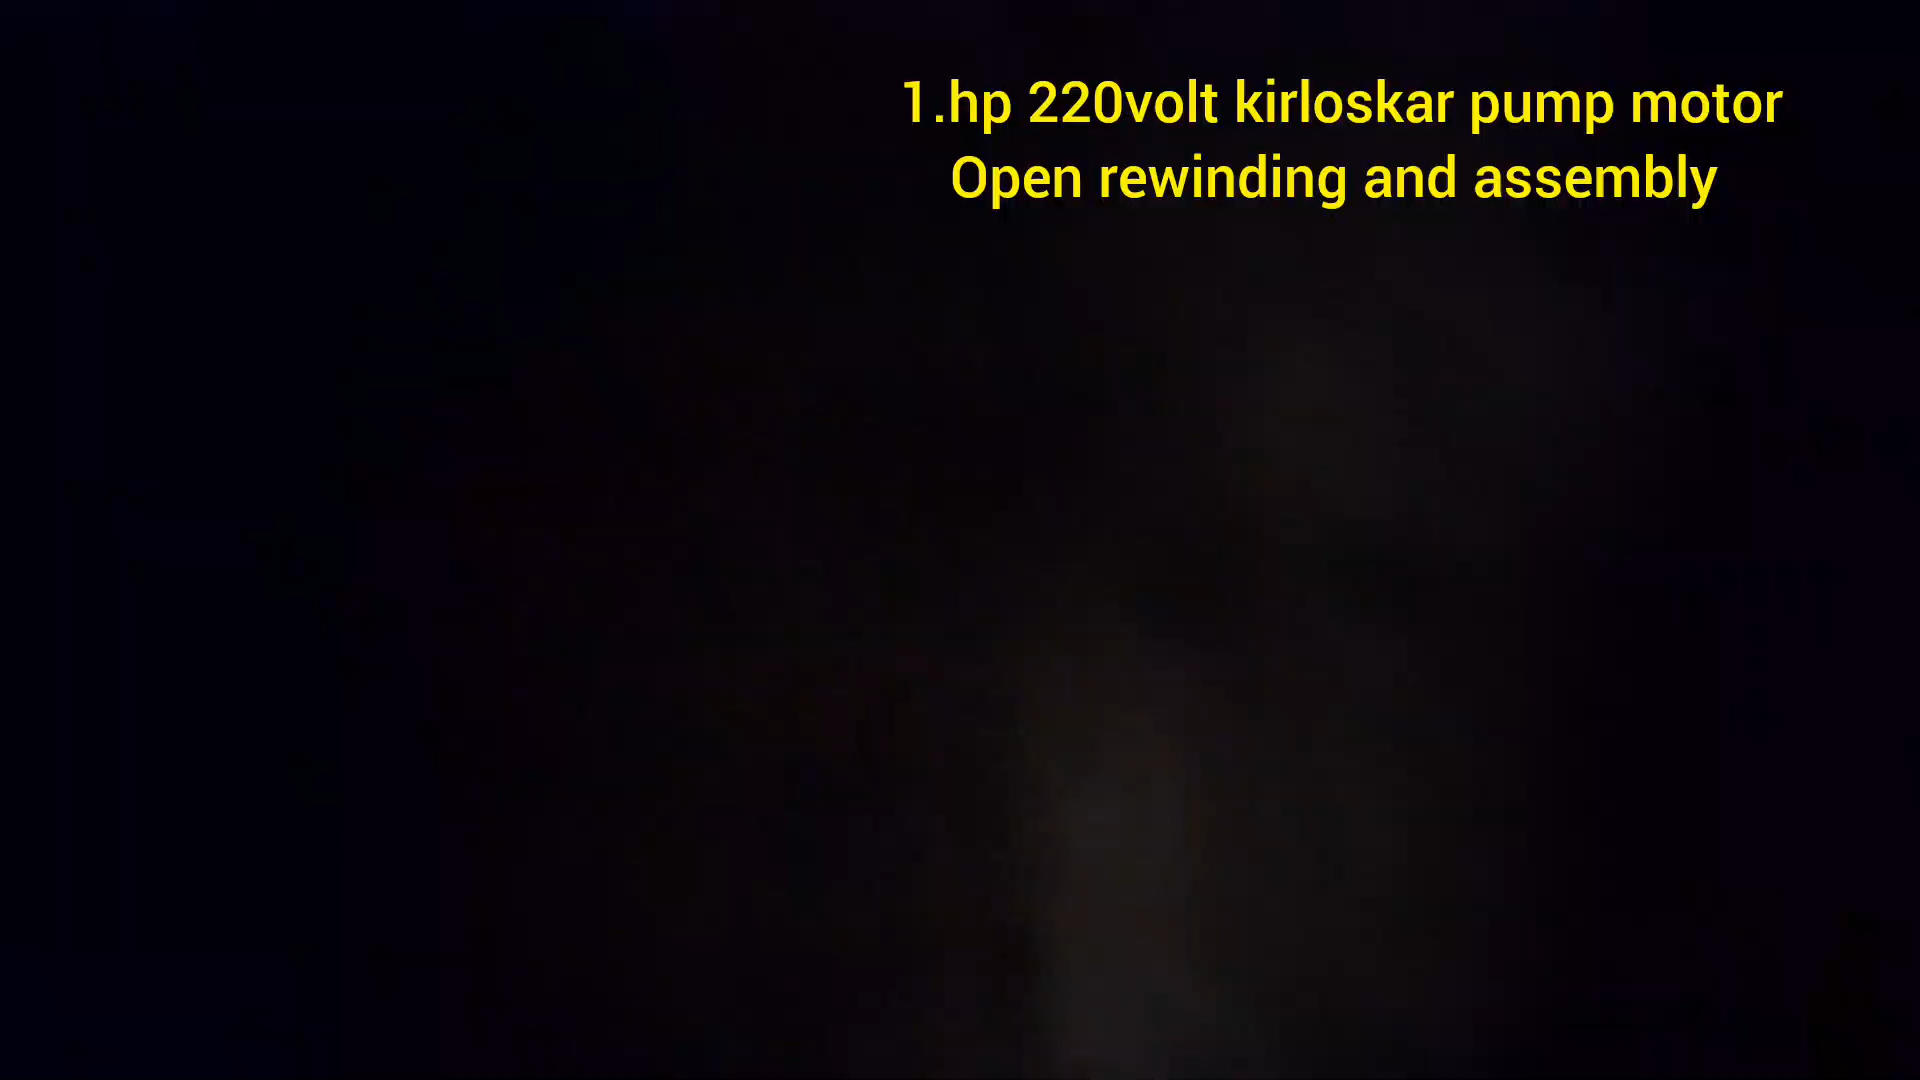 1.hp 220volt kirloskar pump motor
Open rewinding and assembly